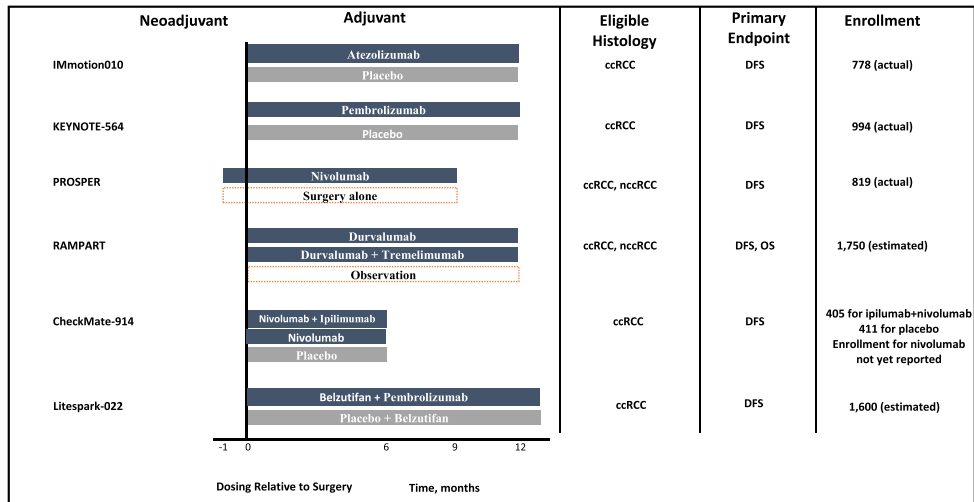 Neoadjuvant
Adjuvant
Eligible
Histology
Primary
Endpoint
Enrollment
IMmotion010
Atezolizumab
Placebo
ccRCC
DFS
778 (actual)
KEYNOTE-564
Pembrolizumab
Placebo
ccRCC
DFS
994 (actual)
PROSPER
Nivolumab
Surgery alone
ccRCC, nccRCC
DFS
819 (actual)
RAMPART
Durvalumab
Durvalumab + Tremelimumab
Observation
ccRCC, nccRCC
DFS, OS
1,750 (estimated)
CheckMate-914
Nivolumab + Ipilimumab
Nivolumab
Placebo
ccRCC
DFS
405 for ipilumab+nivolumab
411 for placebo
Enrollment for nivolumab
not yet reported
Litespark-022
Belzutifan + Pembrolizumab
Placebo + Belzutifan
ccRCC
DFS
1,600 (estimated)
-1 0 6 9 12
Dosing Relative to Surgery
Time, months